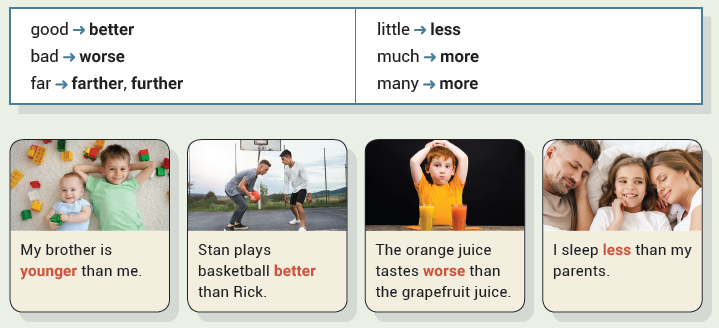 good → better
bad → worse
far → farther, further
little → less
much → more
many → more
My brother is
younger than me.
Stan plays
basketball better
than Rick.
The orange juice
tastes worse than
the grapefruit juice.
I sleep less than my
parents.